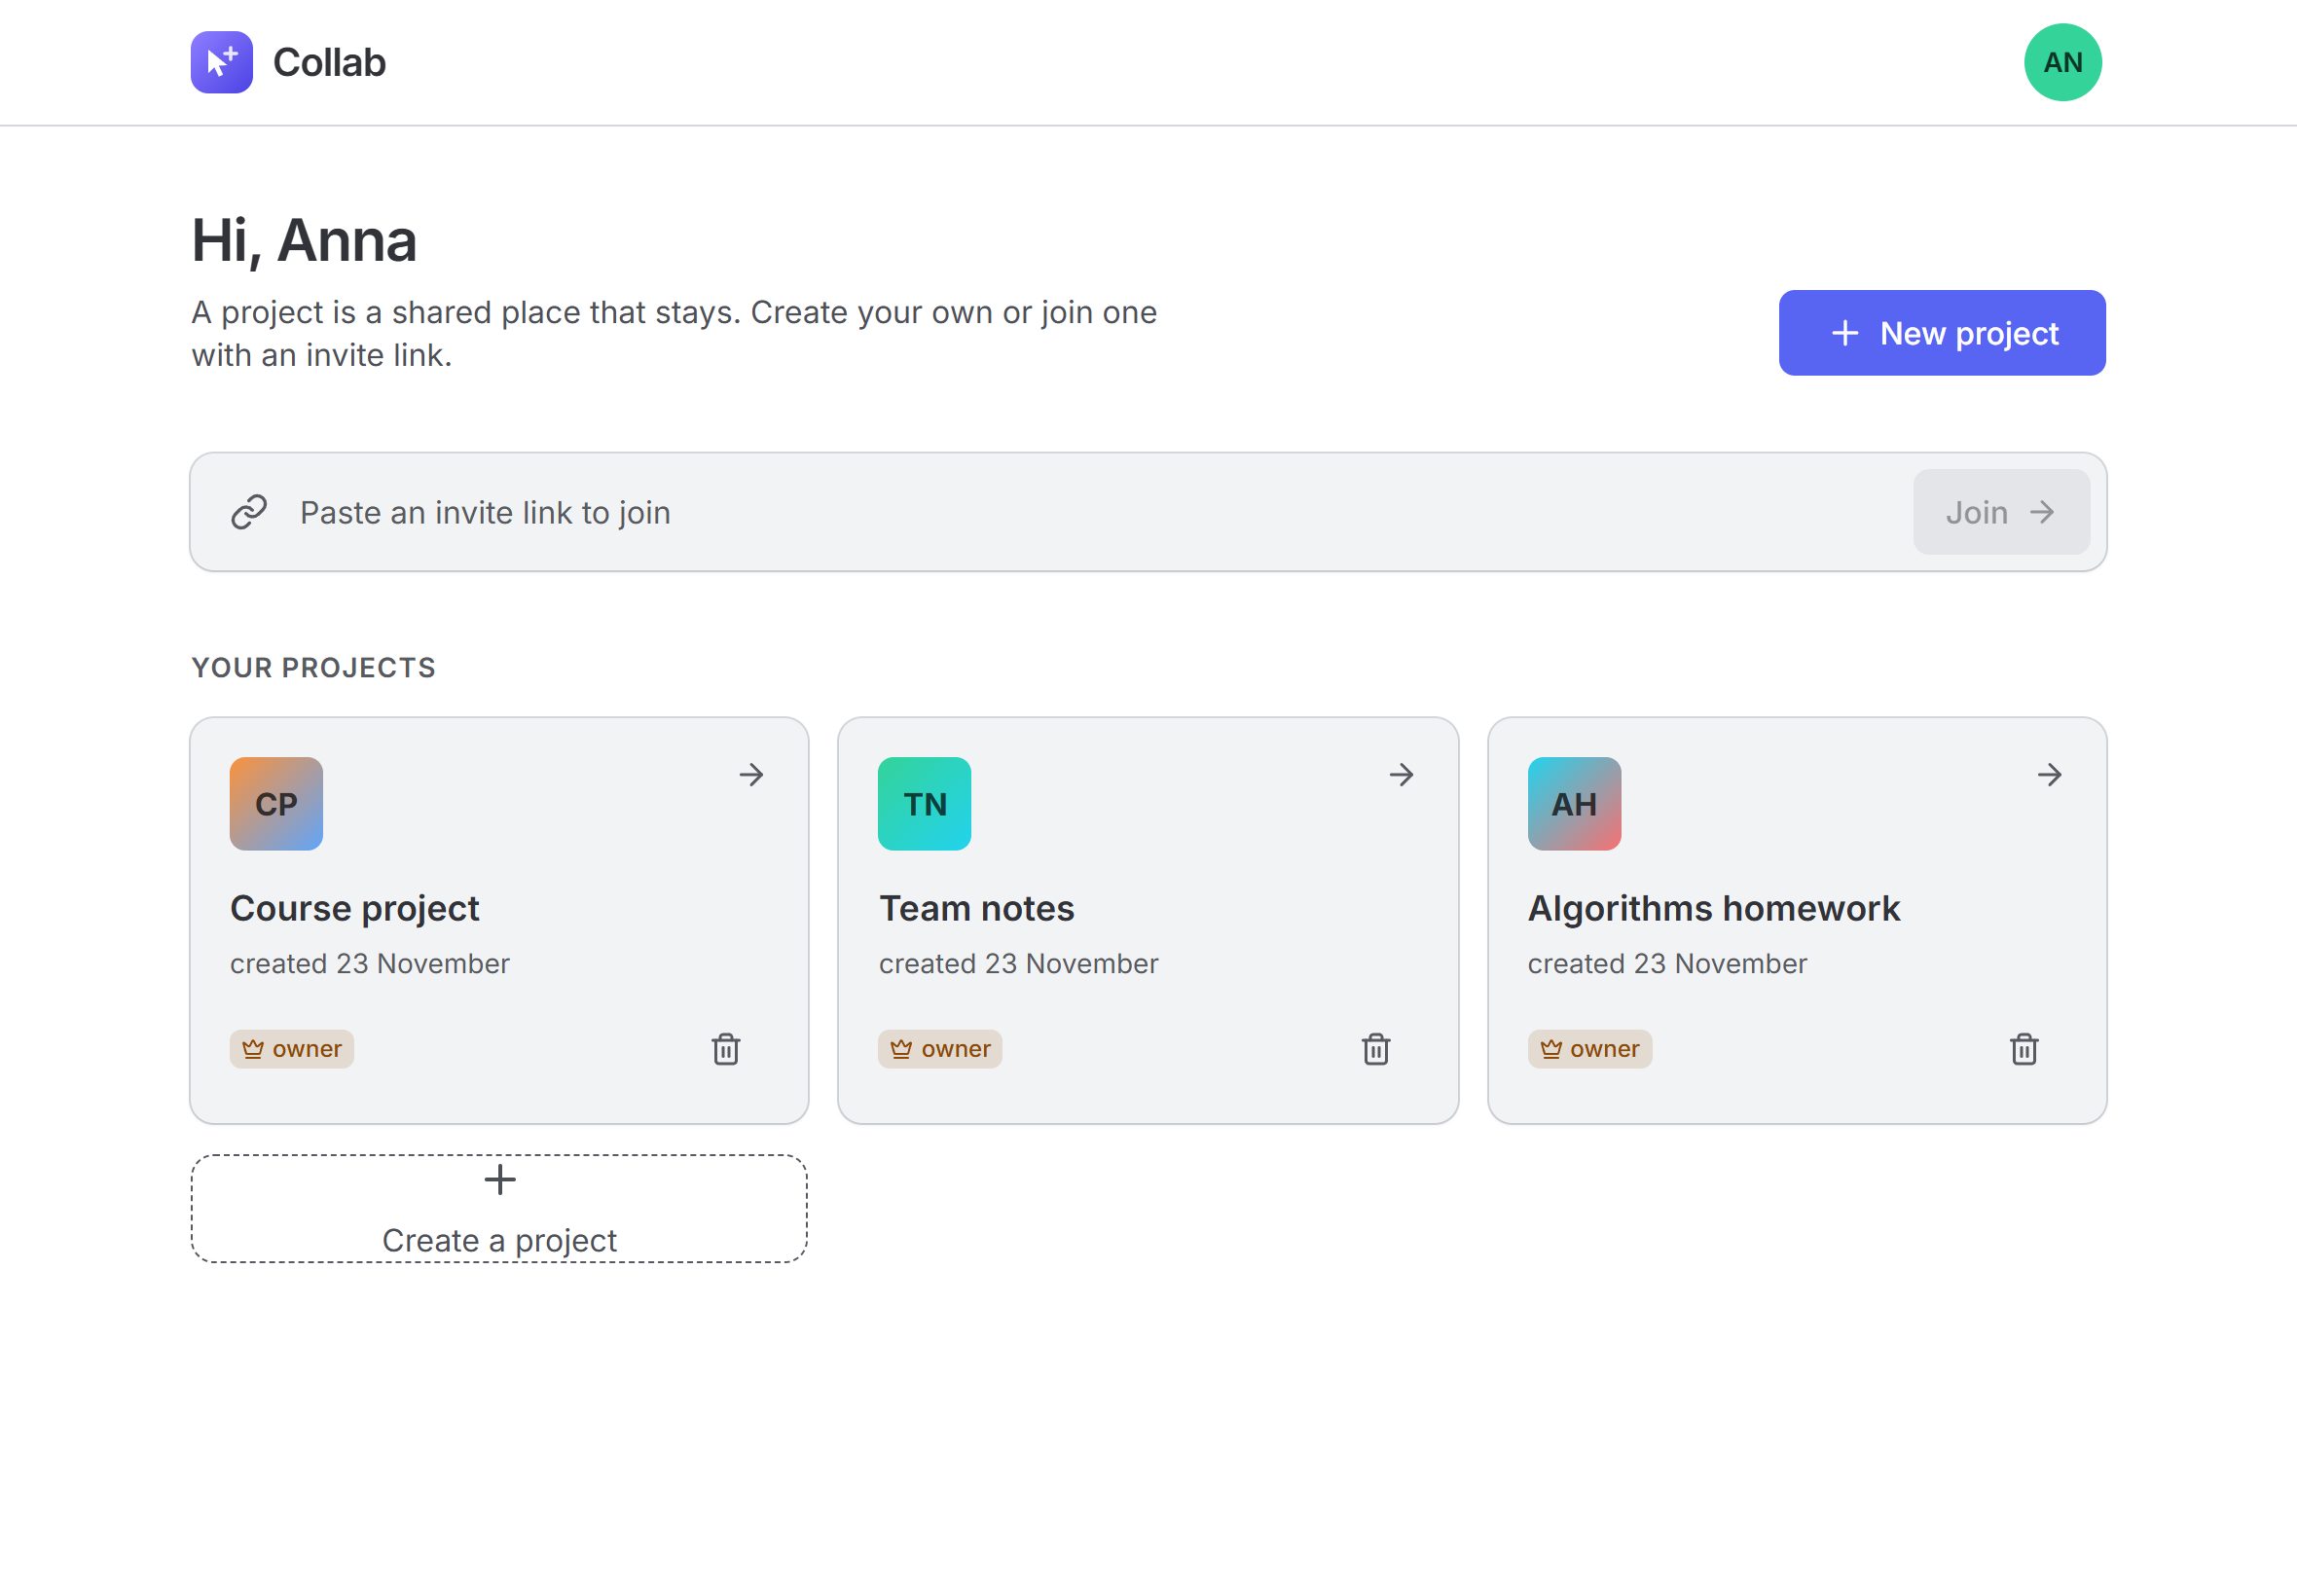 Collab
AN
Hi, Anna
A project is a shared place that stays. Create your own or join one
with an invite link.
New project
Paste an invite link to join
Join
YOUR PROJECTS
CP
Course project
created 23 November
owner
TN
Team notes
created 23 November
owner
AH
Algorithms homework
created 23 November
owner
Create a project